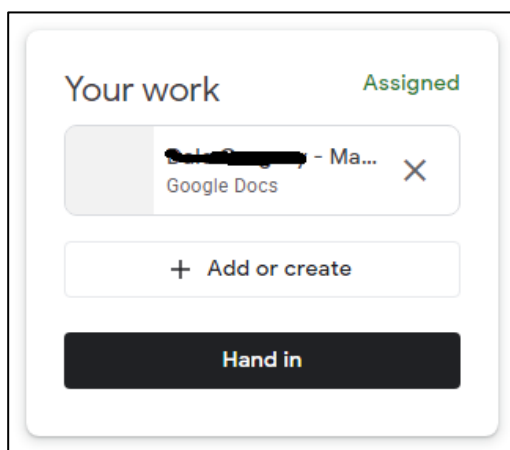 Your work
Assigned
- Ma...
Google Docs
+ Add or create
Hand in